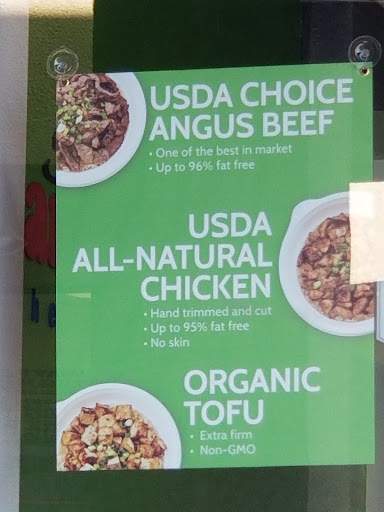 USDA CHOICE
ANGUS BEEF
• One of the best in market
• Up to 96% fat free
USDA
ALL-NATURAL
CHICKEN
• Hand trimmed and cut
• Up to 95% fat free
• No skin
ORGANIC
TOFU
• Extra firm
• Non-GMO